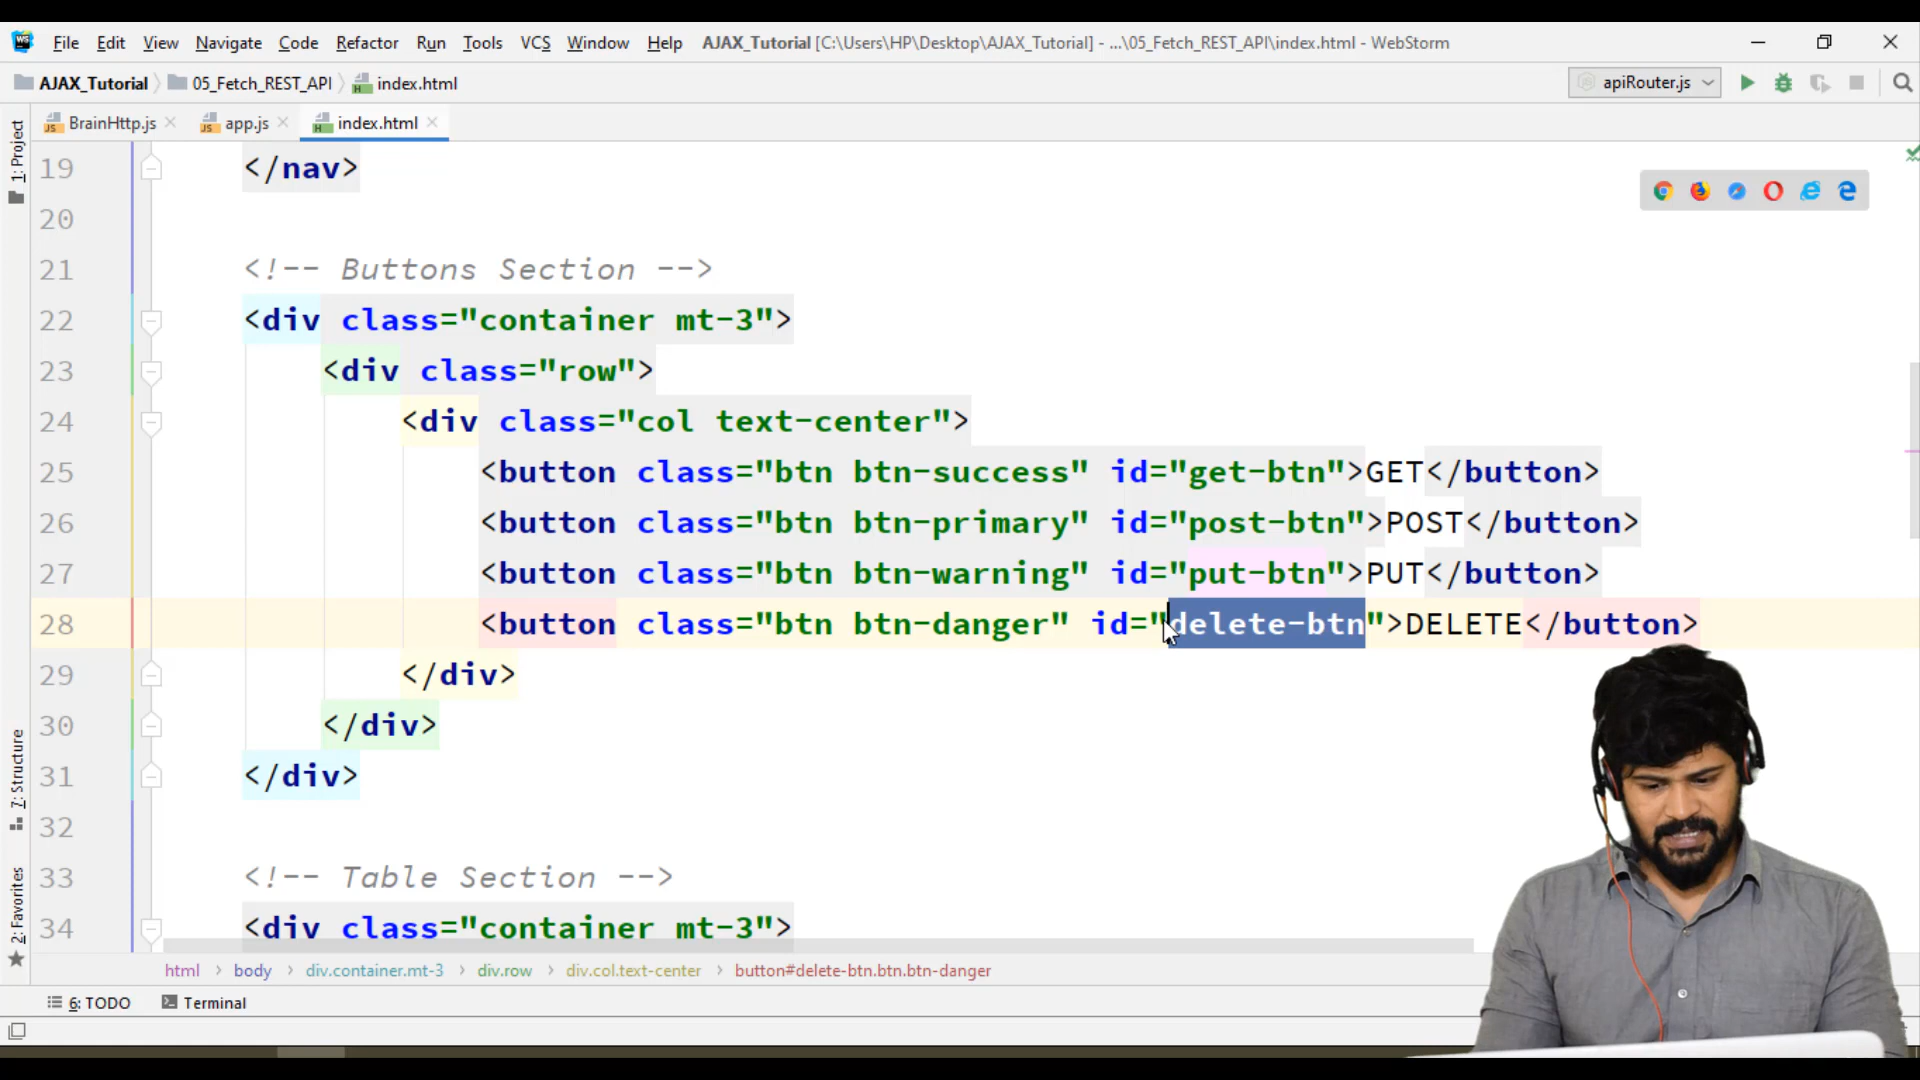 File Edit View Navigate Code Refactor Run Tools VCS Window Help AJAX_Tutorial [C:\Users\HP\Desktop\AJAX_Tutorial] - ...\05_Fetch_REST_API\index.html - WebStorm
AJAX_Tutorial 05_Fetch_REST_API index.html apiRouter.js
BrainHttp.js app.js index.html
1: Project
7: Structure
2: Favorites
19 </nav>
20
21 <!-- Buttons Section -->
22 <div class="container mt-3">
23 <div class="row">
24 <div class="col text-center">
25 <button class="btn btn-success" id="get-btn">GET</button>
26 <button class="btn btn-primary" id="post-btn">POST</button>
27 <button class="btn btn-warning" id="put-btn">PUT</button>
28 <button class="btn btn-danger" id="delete-btn">DELETE</button>
29 </div>
30 </div>
31 </div>
32
33 <!-- Table Section -->
34 <div class="container mt-3">
html body div.container.mt-3 div.row div.col.text-center button#delete-btn.btn.btn-danger
6: TODO Terminal